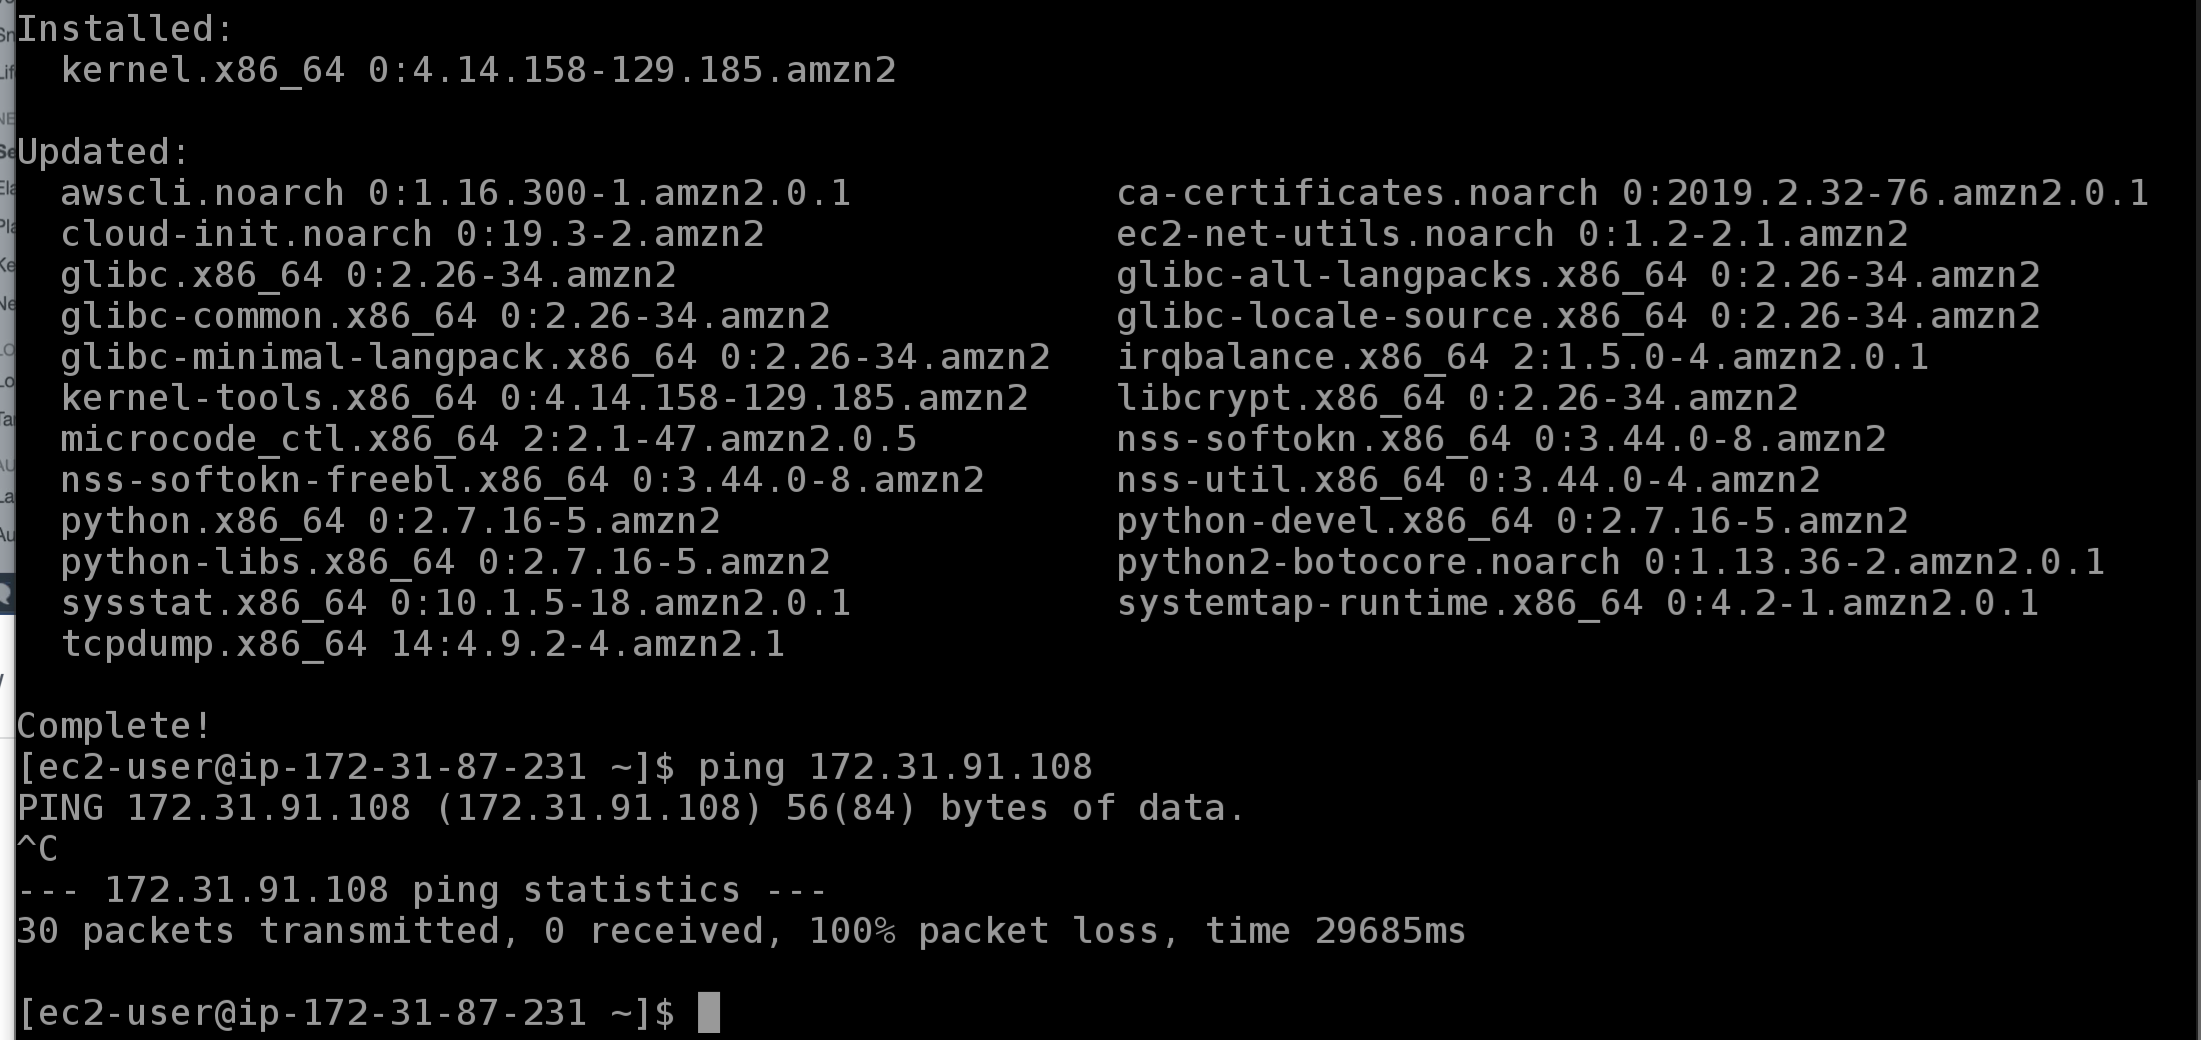 Installed:
  kernel.x86_64 0:4.14.158-129.185.amzn2

Updated:
  awscli.noarch 0:1.16.300-1.amzn2.0.1            ca-certificates.noarch 0:2019.2.32-76.amzn2.0.1
  cloud-init.noarch 0:19.3-2.amzn2                ec2-net-utils.noarch 0:1.2-2.1.amzn2
  glibc.x86_64 0:2.26-34.amzn2                    glibc-all-langpacks.x86_64 0:2.26-34.amzn2
  glibc-common.x86_64 0:2.26-34.amzn2             glibc-locale-source.x86_64 0:2.26-34.amzn2
  glibc-minimal-langpack.x86_64 0:2.26-34.amzn2   irqbalance.x86_64 2:1.5.0-4.amzn2.0.1
  kernel-tools.x86_64 0:4.14.158-129.185.amzn2    libcrypt.x86_64 0:2.26-34.amzn2
  microcode_ctl.x86_64 2:2.1-47.amzn2.0.5         nss-softokn.x86_64 0:3.44.0-8.amzn2
  nss-softokn-freebl.x86_64 0:3.44.0-8.amzn2      nss-util.x86_64 0:3.44.0-4.amzn2
  python.x86_64 0:2.7.16-5.amzn2                  python-devel.x86_64 0:2.7.16-5.amzn2
  python-libs.x86_64 0:2.7.16-5.amzn2             python2-botocore.noarch 0:1.13.36-2.amzn2.0.1
  sysstat.x86_64 0:10.1.5-18.amzn2.0.1            systemtap-runtime.x86_64 0:4.2-1.amzn2.0.1
  tcpdump.x86_64 14:4.9.2-4.amzn2.1

Complete!
[ec2-user@ip-172-31-87-231 ~]$ ping 172.31.91.108
PING 172.31.91.108 (172.31.91.108) 56(84) bytes of data.
^C
--- 172.31.91.108 ping statistics ---
30 packets transmitted, 0 received, 100% packet loss, time 29685ms

[ec2-user@ip-172-31-87-231 ~]$